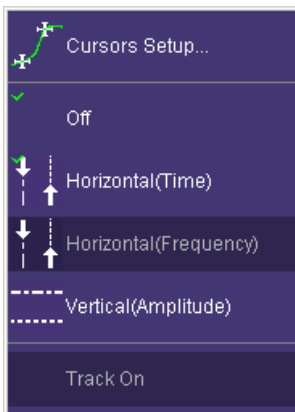 Cursors Setup...
Off
Horizontal(Time)
Horizontal(Frequency)
Vertical(Amplitude)
Track On